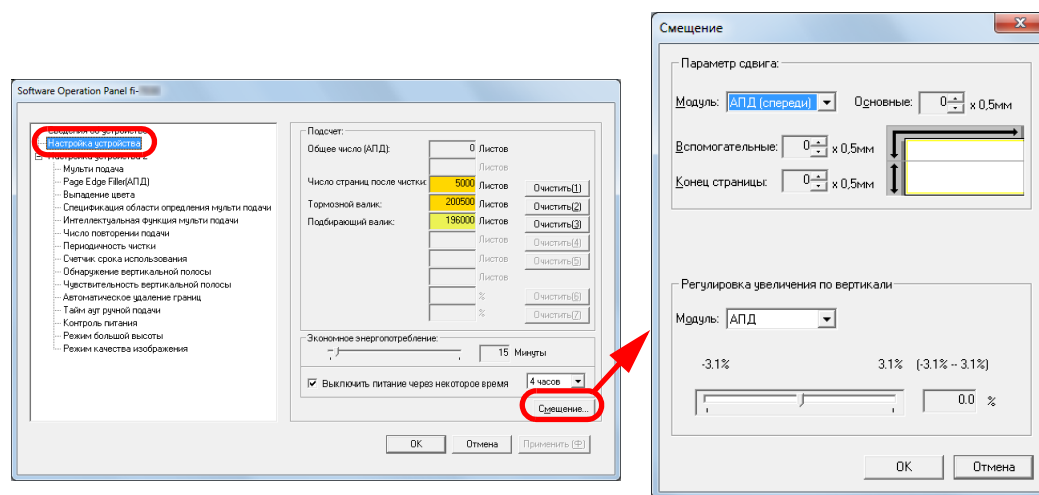 Software Operation Panel fi-
Сведения об устройстве
Настройка устройства
Настройка устройства 2
Мульти подача
Page Edge Filler(АПД)
Выпадение цвета
Спецификация области опредления мульти подачи
Интеллектуальная функция мульти подачи
Число повторении подачи
Периодичность чистки
Счетчик срока использования
Обнаружение вертикальной полосы
Чувствительность вертикальной полосы
Автоматическое удаление границ
Тайм аут ручной подачи
Контроль питания
Режим большой высоты
Режим качества изображения
Подсчет:
Общее число (АПД): 0 Листов
Листов
Число страниц после чистки: 5000 Листов Очистить(1)
Тормозной валик: 200500 Листов Очистить(2)
Подбирающий валик: 196000 Листов Очистить(3)
Листов Очистить(4)
Листов Очистить(5)
Листов
% Очистить(6)
% Очистить(7)
Экономное энергопотребление:
15 Минуты
Выключить питание через некоторое время 4 часов
Смещение...
OK Отмена Применить (Ф)
Смещение
Параметр сдвига:
Модуль: АПД (спереди) Основные: 0 x 0,5мм
Вспомогательные: 0 x 0,5мм
Конец страницы: 0 x 0,5мм
Регулировка увеличения по вертикали
Модуль: АПД
-3.1% 3.1% (-3.1% -- 3.1%)
0.0 %
OK Отмена